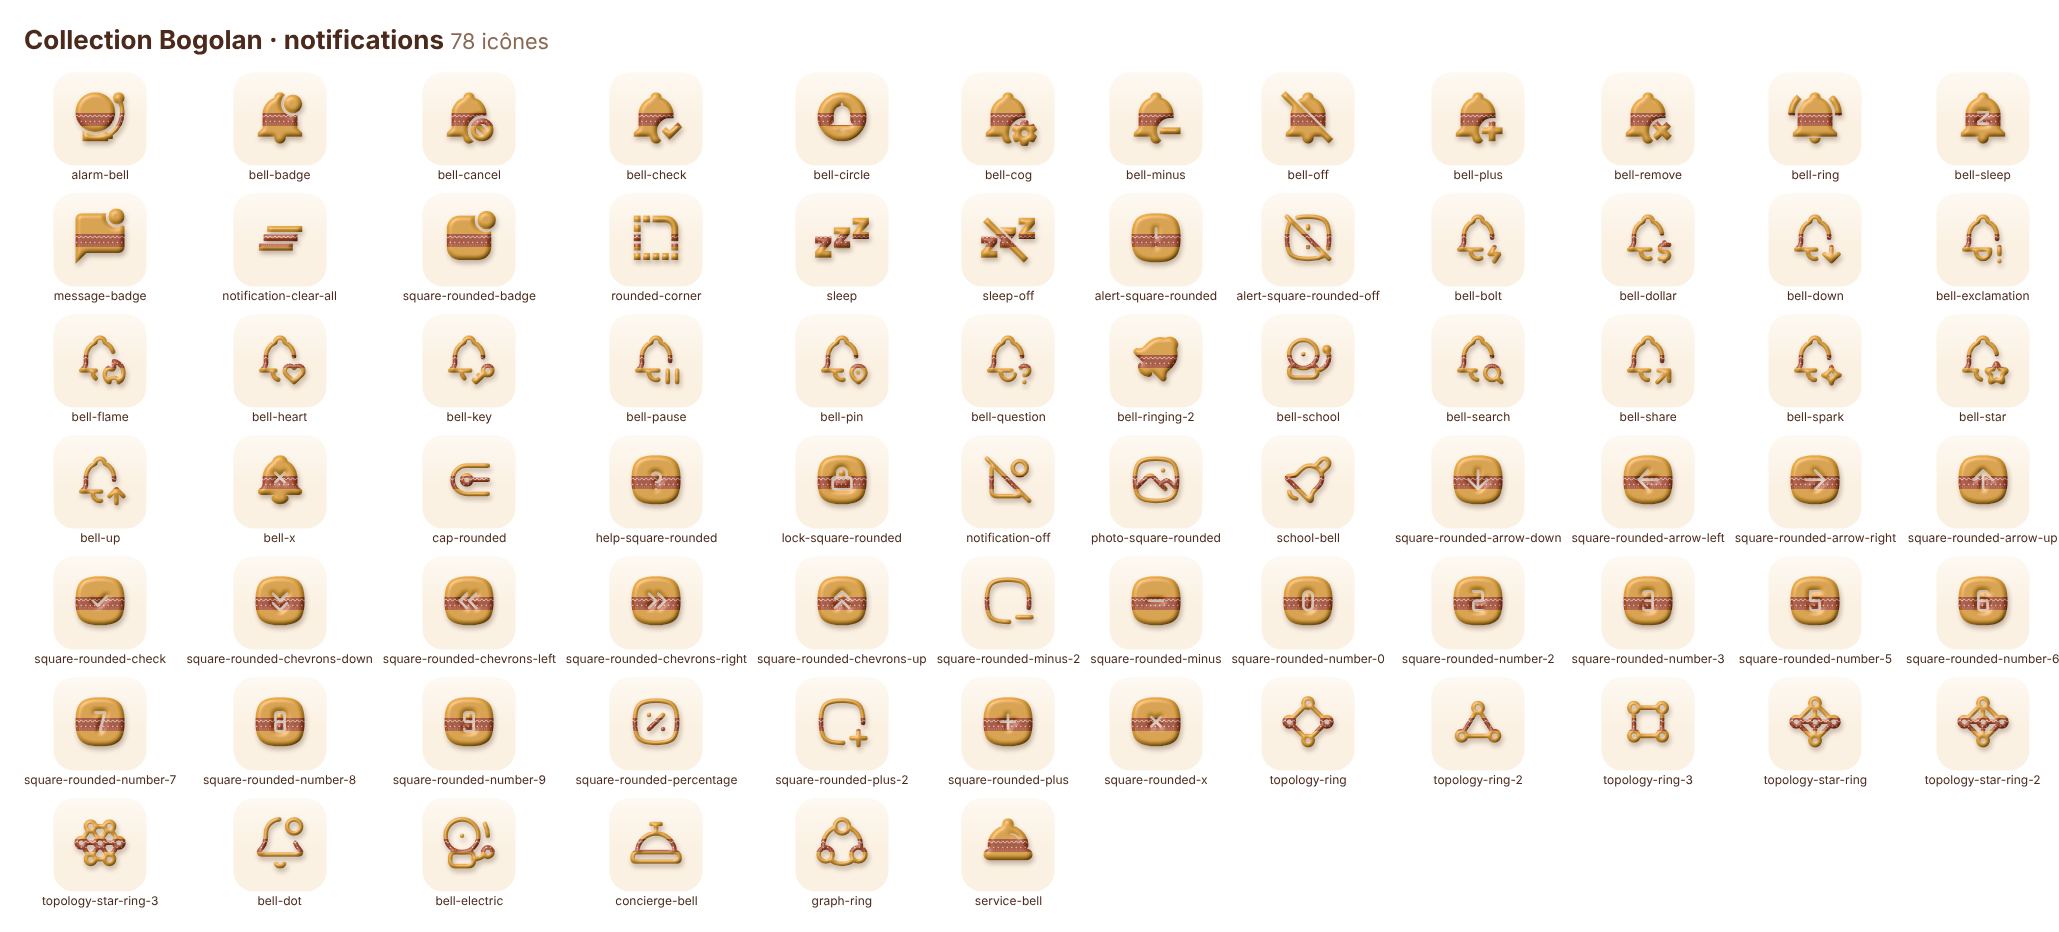 Collection Bogolan · notifications 78 icônes
alarm-bell bell-badge bell-cancel bell-check bell-circle bell-cog bell-minus bell-off bell-plus bell-remove bell-ring bell-sleep
message-badge notification-clear-all square-rounded-badge rounded-corner sleep sleep-off alert-square-rounded alert-square-rounded-off bell-bolt bell-dollar bell-down bell-exclamation
bell-flame bell-heart bell-key bell-pause bell-pin bell-question bell-ringing-2 bell-school bell-search bell-share bell-spark bell-star
bell-up bell-x cap-rounded help-square-rounded lock-square-rounded notification-off photo-square-rounded school-bell square-rounded-arrow-down square-rounded-arrow-left square-rounded-arrow-right square-rounded-arrow-up
square-rounded-check square-rounded-chevrons-down square-rounded-chevrons-left square-rounded-chevrons-right square-rounded-chevrons-up square-rounded-minus-2 square-rounded-minus square-rounded-number-0 square-rounded-number-2 square-rounded-number-3 square-rounded-number-5 square-rounded-number-6
square-rounded-number-7 square-rounded-number-8 square-rounded-number-9 square-rounded-percentage square-rounded-plus-2 square-rounded-plus square-rounded-x topology-ring topology-ring-2 topology-ring-3 topology-star-ring topology-star-ring-2
topology-star-ring-3 bell-dot bell-electric concierge-bell graph-ring service-bell